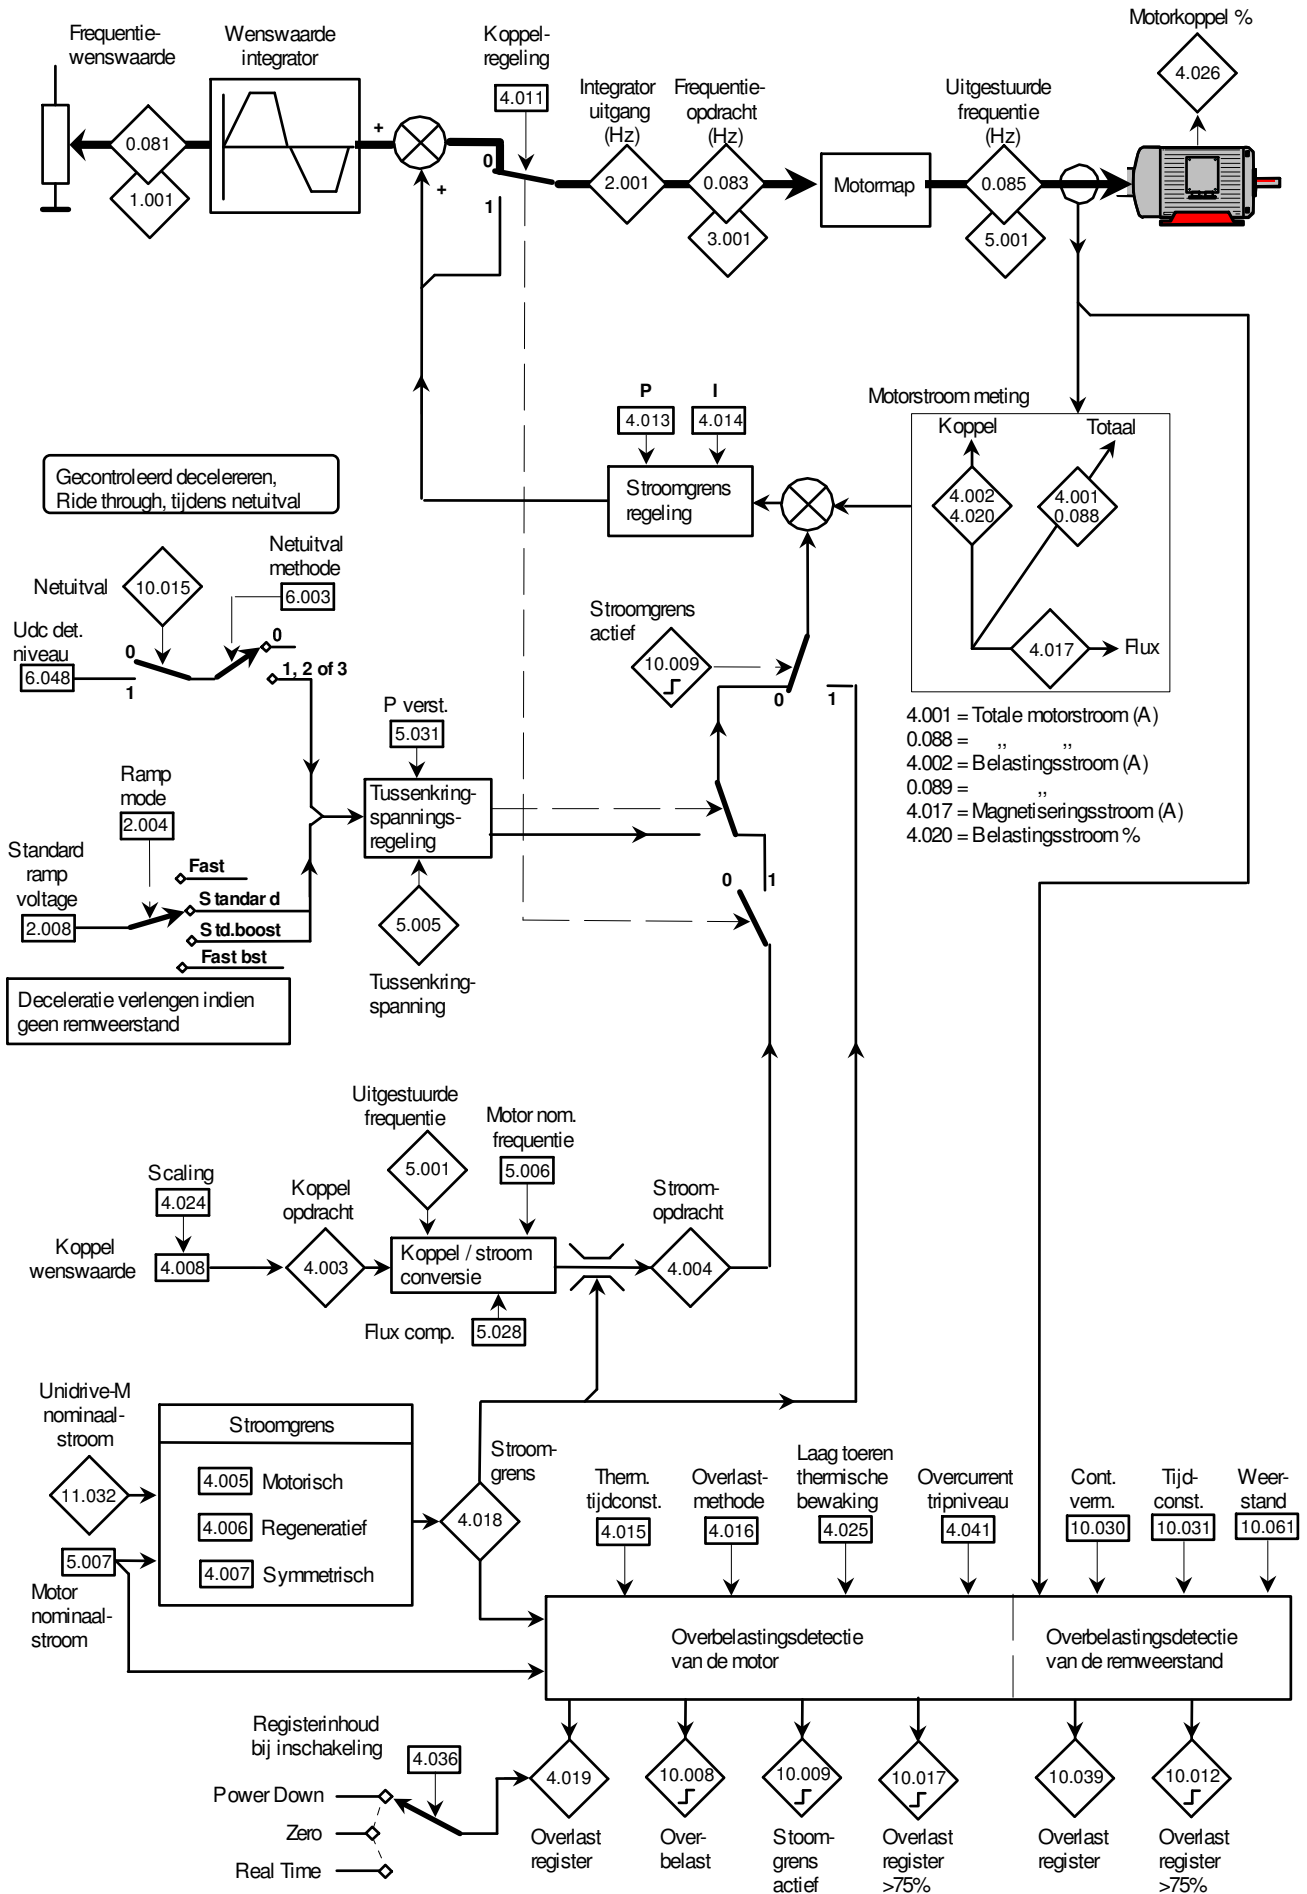 Motorkoppel %
4.026
Frequentie-
wenswaarde
0.081
1.001
Wenswaarde
integrator
+
+
Koppel-
regeling
4.011
0
1
Integrator
uitgang
(Hz)
2.001
Frequentie-
opdracht
(Hz)
0.083
3.001
Motormap
Uitgestuurde
frequentie
(Hz)
0.085
5.001
P
4.013
I
4.014
Stroomgrens
regeling
Motorstroom meting
Koppel
Totaal
4.002
4.020
4.001
0.088
4.017
Flux
4.001 = Totale motorstroom (A)
0.088 = ,, ,,
4.002 = Belastingsstroom (A)
0.089 = ,,
4.017 = Magnetiseringsstroom (A)
4.020 = Belastingsstroom %
Gecontroleerd decelereren,
Ride through, tijdens netuitval
Netuitval
10.015
Netuitval
methode
6.003
Udc det.
niveau
6.048
0
1
0
1, 2 of 3
Stroomgrens
actief
10.009
0
1
P verst.
5.031
Tussenkring-
spannings-
regeling
5.005
Tussenkring-
spanning
0
1
Ramp
mode
2.004
Standard
ramp
voltage
2.008
Fast
Standard
Std.boost
Fast bst
Deceleratie verlengen indien
geen remweerstand
Uitgestuurde
frequentie
5.001
Motor nom.
frequentie
5.006
Scaling
4.024
Koppel
wenswaarde
4.008
Koppel
opdracht
4.003
Koppel / stroom
conversie
Flux comp.
5.028
Stroom-
opdracht
4.004
Unidrive-M
nominaal-
stroom
11.032
5.007
Motor
nominaal-
stroom
Stroomgrens
4.005 Motorisch
4.006 Regeneratief
4.007 Symmetrisch
Stroom-
grens
4.018
Therm.
tijdconst.
4.015
Overlast-
methode
4.016
Laag toeren
thermische
bewaking
4.025
Overcurrent
tripniveau
4.041
Cont.
verm.
10.030
Tijd-
const.
10.031
Weer-
stand
10.061
Overbelastingsdetectie
van de motor
Overbelastingsdetectie
van de remweerstand
Registerinhoud
bij inschakeling
4.036
Power Down
Zero
Real Time
4.019
Overlast
register
10.008
Over-
belast
10.009
Stoom-
grens
actief
10.017
Overlast
register
>75%
10.039
Overlast
register
10.012
Overlast
register
>75%